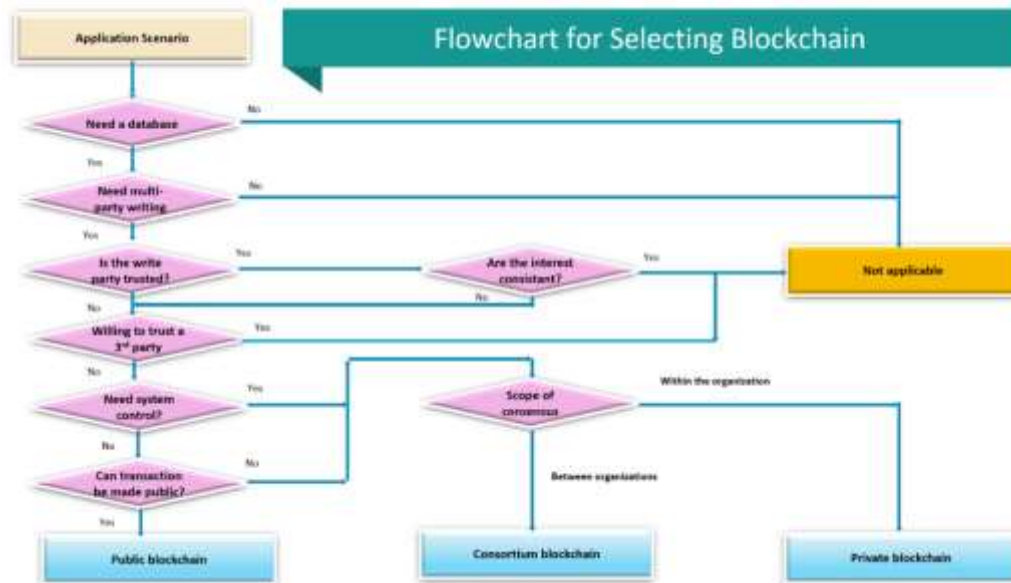 Application Scenario
Flowchart for Selecting Blockchain
No
Need a database
Yes
Need multi-
party writing
No
Yes
Is the write
party trusted?
Yes
Are the interest
consistant?
Yes
Not applicable
No
No
Willing to trust a
3rd party
Yes
No
Need system
control?
Yes
Scope of
consensus
Within the organization
No
Can transaction
be made public?
No
Between organizations
Yes
Public blockchain
Consortium blockchain
Private blockchain